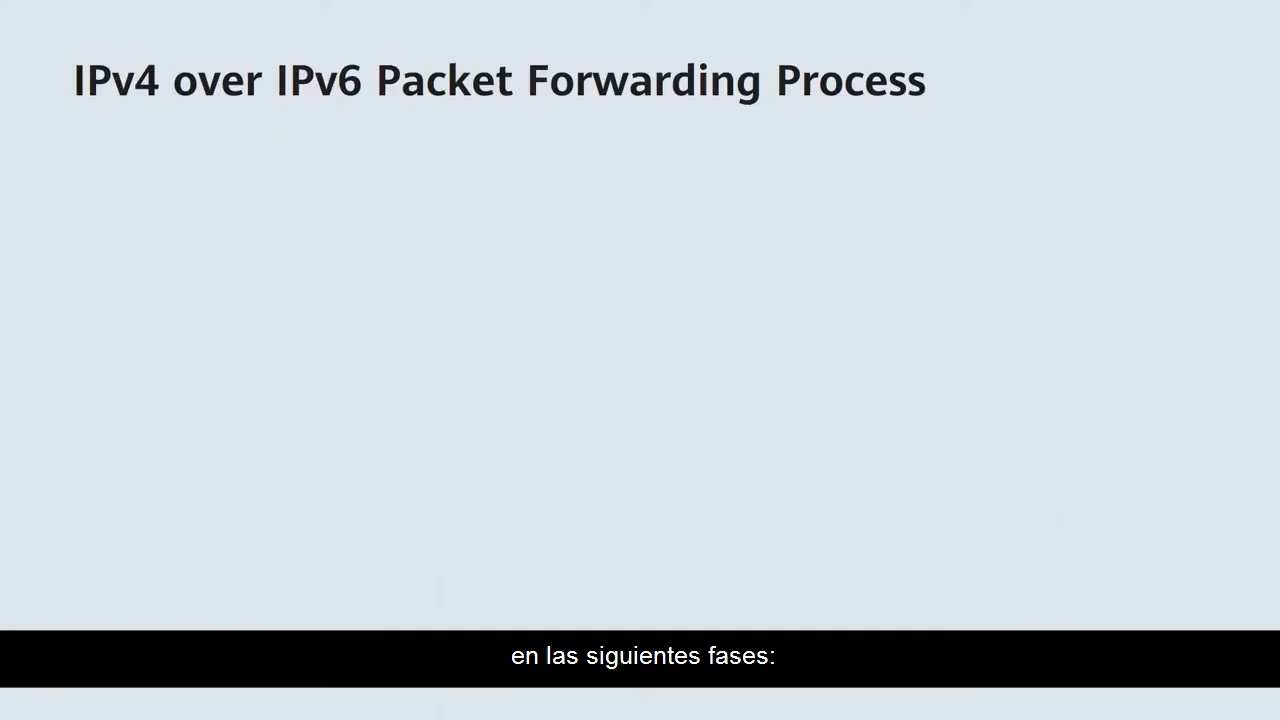 IPv4 over IPv6 Packet Forwarding Process
en las siguientes fases: